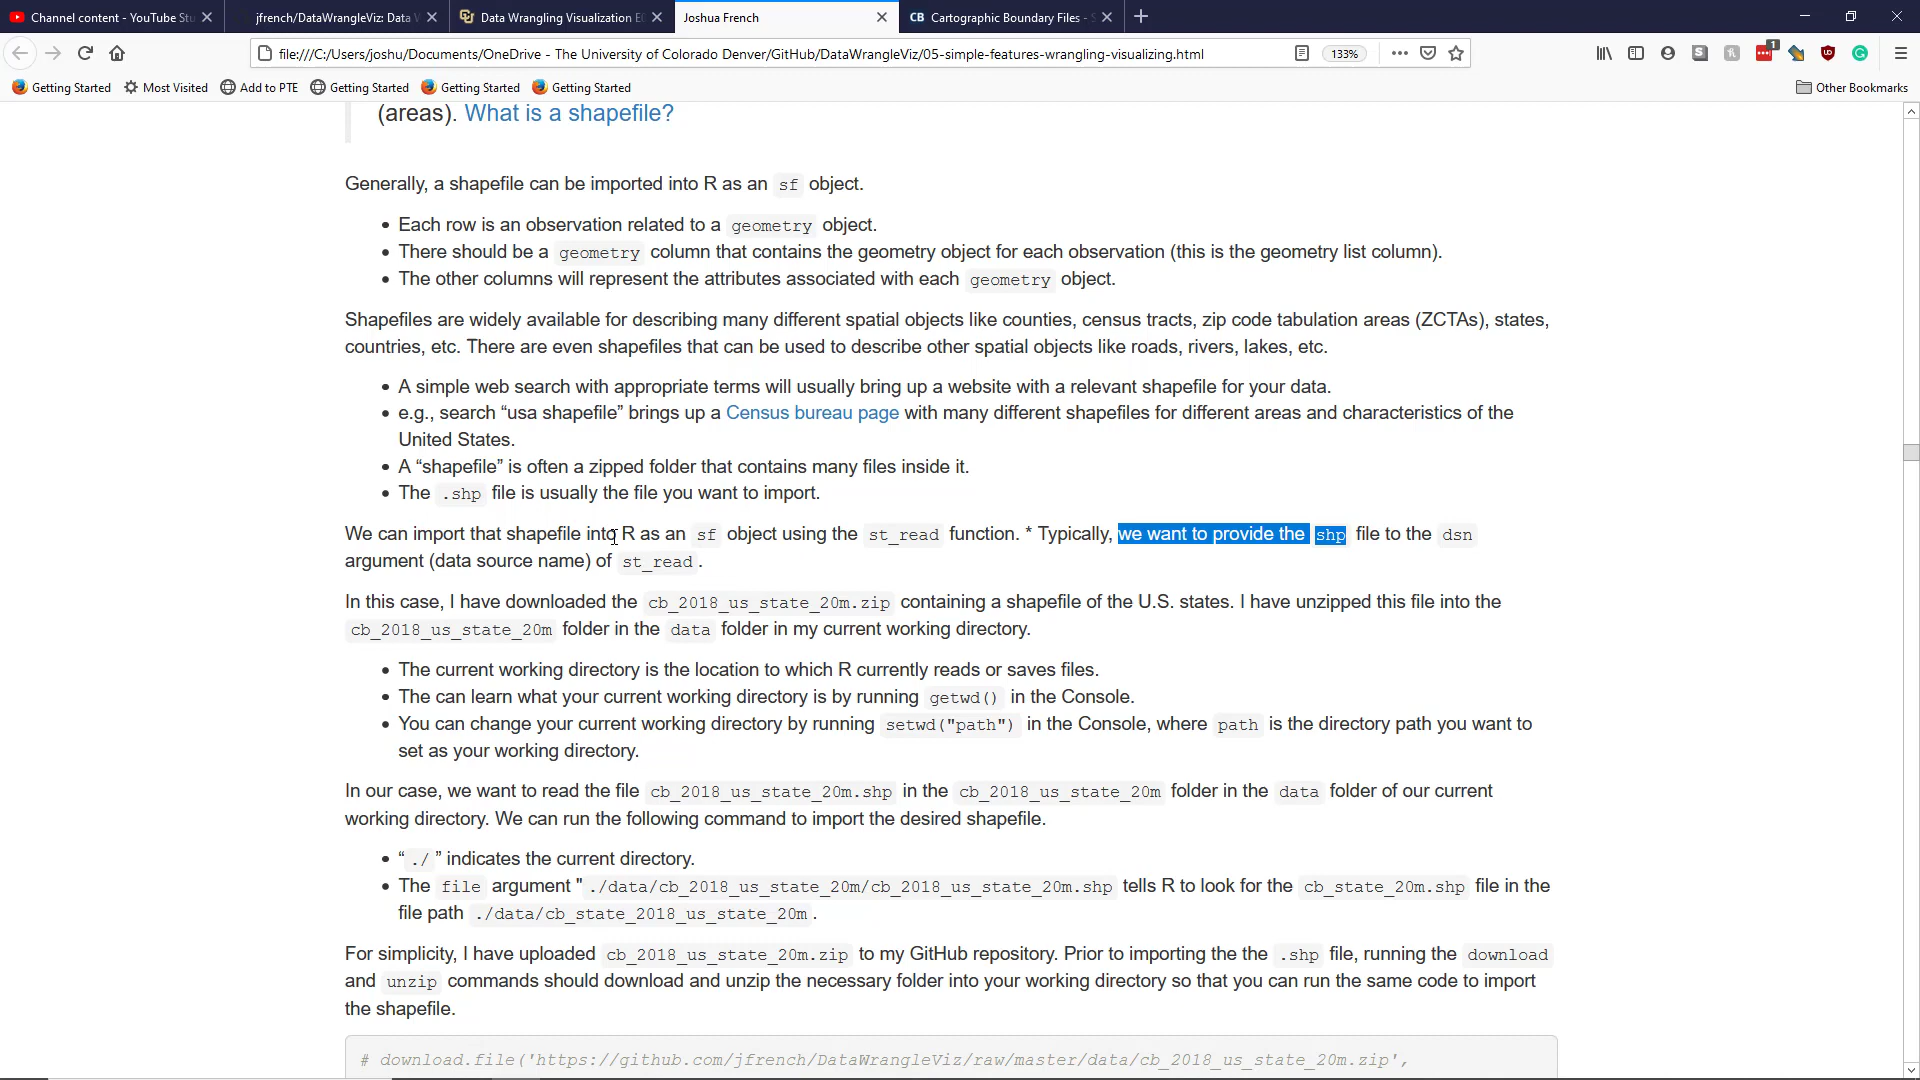 Channel content - YouTube Stu
jfrench/DataWrangleViz: Data W
Data Wrangling Visualization E
Joshua French
CB Cartographic Boundary Files - S
file:///C:/Users/joshu/Documents/OneDrive - The University of Colorado Denver/GitHub/DataWrangleViz/05-simple-features-wrangling-visualizing.html
133%
1
Getting Started
Most Visited
Add to PTE
Getting Started
Getting Started
Getting Started
Other Bookmarks
(areas). What is a shapefile?
Generally, a shapefile can be imported into R as an sf object.
• Each row is an observation related to a geometry object.
• There should be a geometry column that contains the geometry object for each observation (this is the geometry list column).
• The other columns will represent the attributes associated with each geometry object.
Shapefiles are widely available for describing many different spatial objects like counties, census tracts, zip code tabulation areas (ZCTAs), states,
countries, etc. There are even shapefiles that can be used to describe other spatial objects like roads, rivers, lakes, etc.
• A simple web search with appropriate terms will usually bring up a website with a relevant shapefile for your data.
• e.g., search “usa shapefile” brings up a Census bureau page with many different shapefiles for different areas and characteristics of the
United States.
• A “shapefile” is often a zipped folder that contains many files inside it.
• The .shp file is usually the file you want to import.
We can import that shapefile into R as an sf object using the st_read function. * Typically, we want to provide the shp file to the dsn
argument (data source name) of st_read.
In this case, I have downloaded the cb_2018_us_state_20m.zip containing a shapefile of the U.S. states. I have unzipped this file into the
cb_2018_us_state_20m folder in the data folder in my current working directory.
• The current working directory is the location to which R currently reads or saves files.
• The can learn what your current working directory is by running getwd() in the Console.
• You can change your current working directory by running setwd("path") in the Console, where path is the directory path you want to
set as your working directory.
In our case, we want to read the file cb_2018_us_state_20m.shp in the cb_2018_us_state_20m folder in the data folder of our current
working directory. We can run the following command to import the desired shapefile.
• “./” indicates the current directory.
• The file argument "./data/cb_2018_us_state_20m/cb_2018_us_state_20m.shp tells R to look for the cb_state_20m.shp file in the
file path ./data/cb_state_2018_us_state_20m.
For simplicity, I have uploaded cb_2018_us_state_20m.zip to my GitHub repository. Prior to importing the the .shp file, running the download
and unzip commands should download and unzip the necessary folder into your working directory so that you can run the same code to import
the shapefile.
# download.file('https://github.com/jfrench/DataWrangleViz/raw/master/data/cb_2018_us_state_20m.zip',